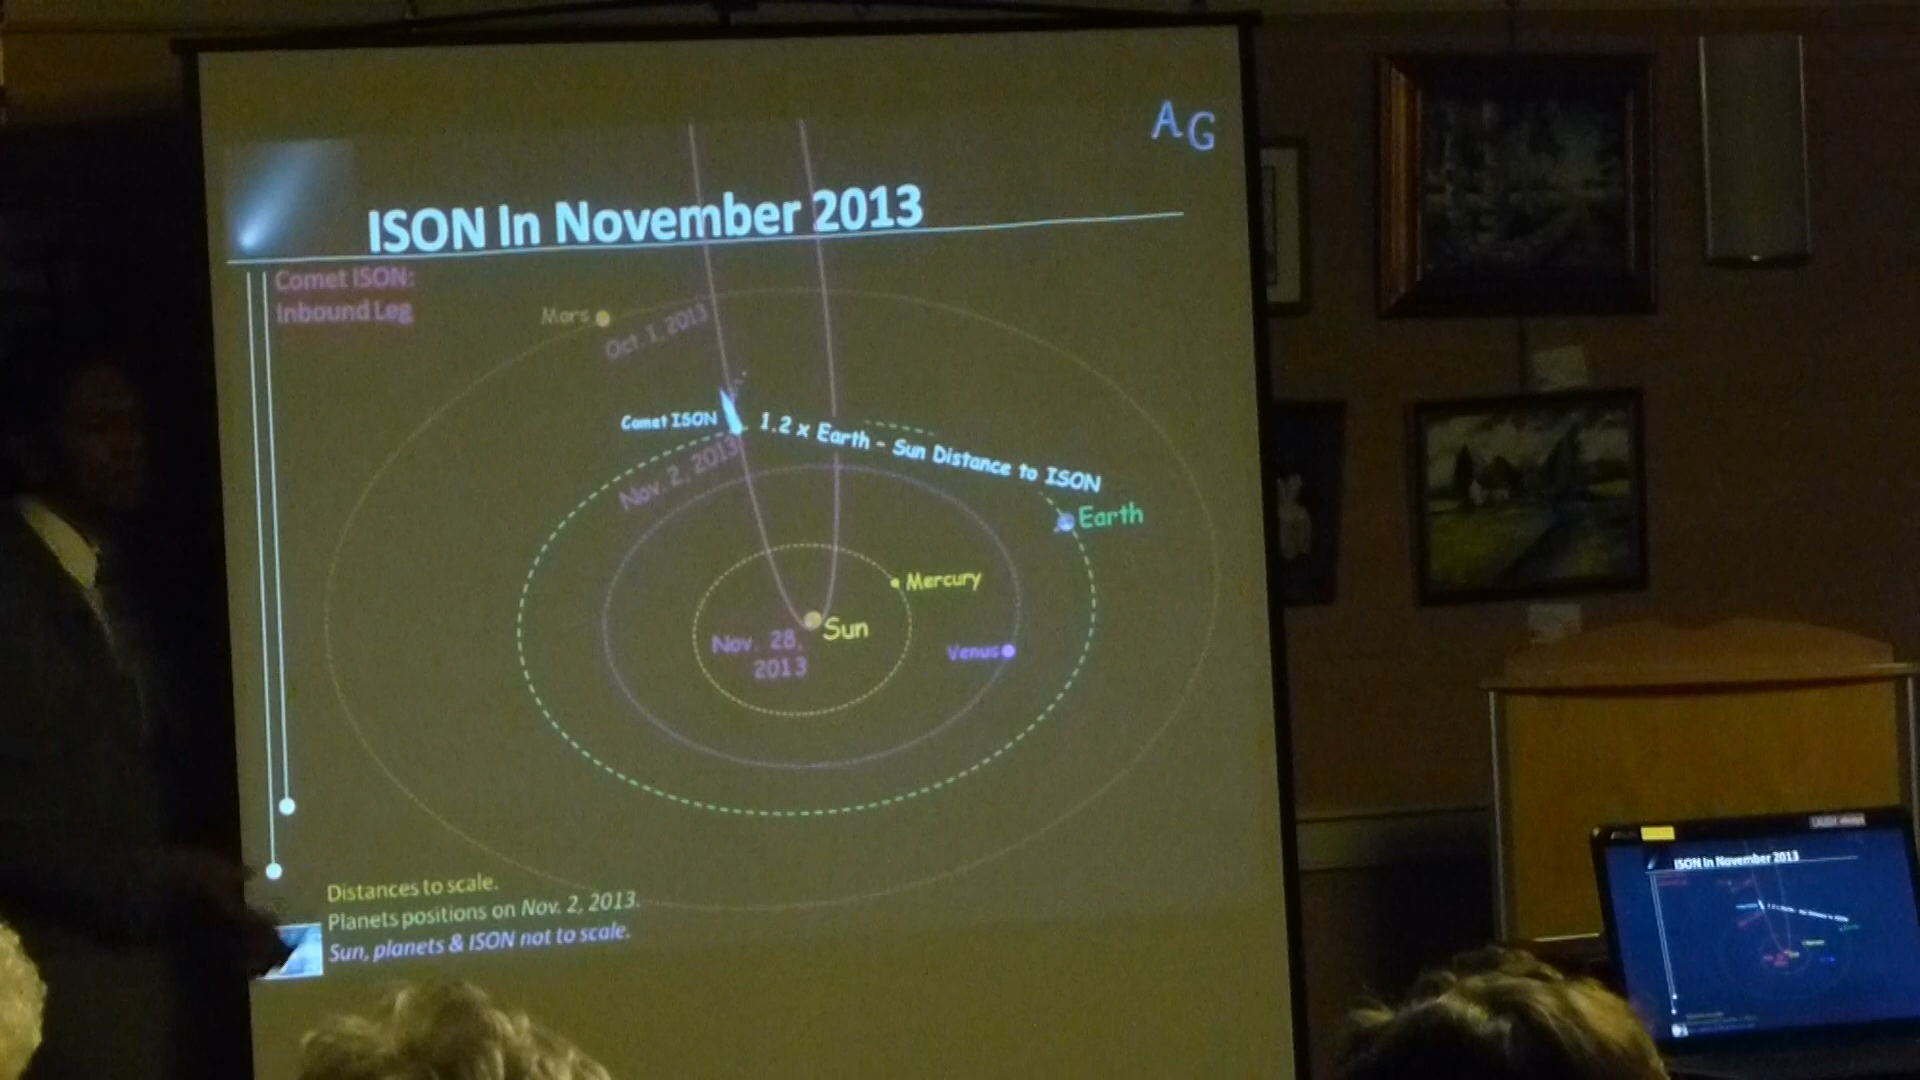 AG
ISON In November 2013
Comet ISON:
Inbound Leg
Mars
Oct. 1, 2013
Comet ISON
1.2 x Earth - Sun Distance to ISON
Nov. 2, 2013
Earth
Mercury
Sun
Nov. 28,
2013
Venus
Distances to scale.
Planets positions on Nov. 2, 2013.
Sun, planets & ISON not to scale.
ISON In November 2013